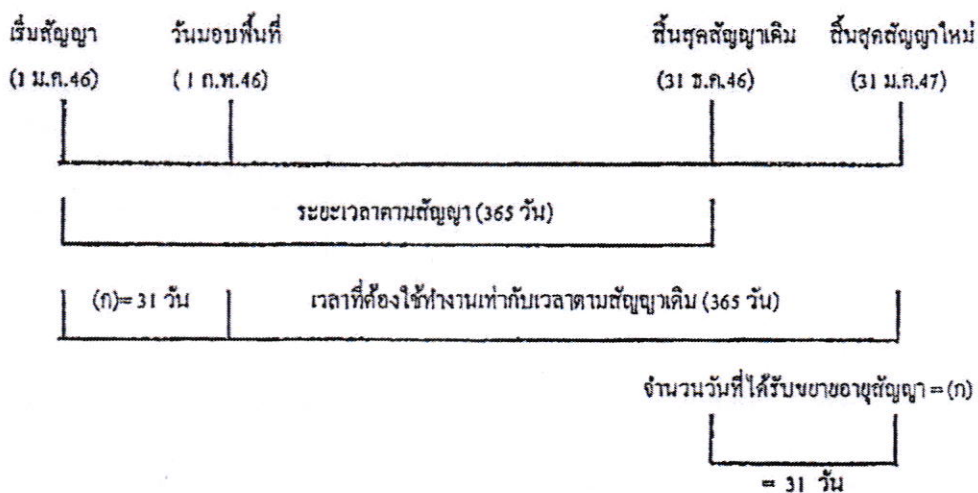 เริ่มสัญญา วันมอบพื้นที่ สิ้นสุดสัญญาเดิม สิ้นสุดสัญญาใหม่
(1 ม.ค.46) (1 ก.พ.46) (31 ธ.ค.46) (31 ม.ค.47)
ระยะเวลาตามสัญญา (365 วัน)
(ก)= 31 วัน เวลาที่ต้องใช้ทำงานเท่ากับเวลาตามสัญญาเดิม (365 วัน)
จำนวนวันที่ได้รับขยายอายุสัญญา = (ก)
= 31 วัน